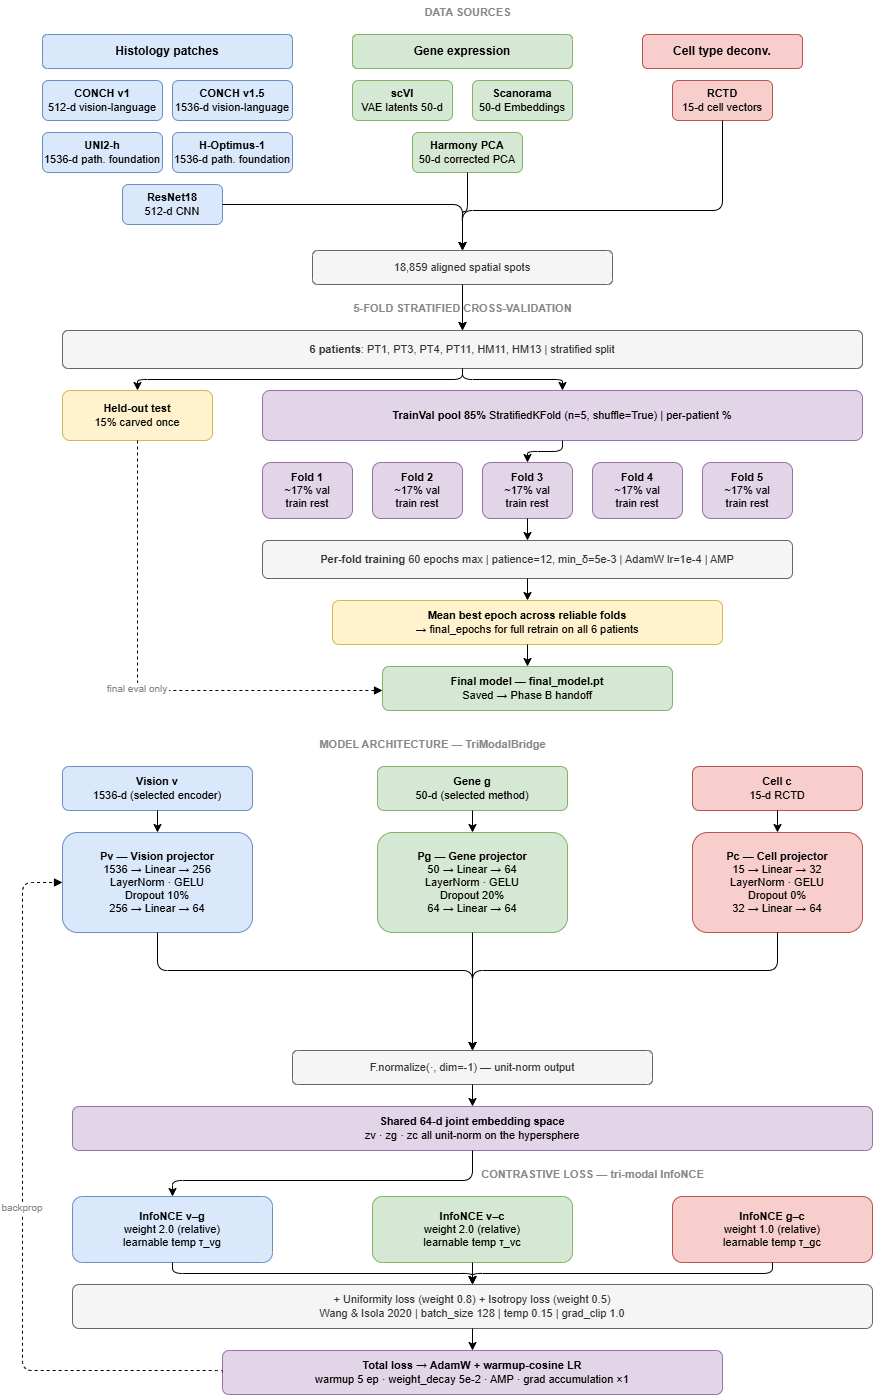 DATA SOURCES
Histology patches
Gene expression
Cell type deconv.
CONCH v1
512-d vision-language
CONCH v1.5
1536-d vision-language
scVI
VAE latents 50-d
Scanorama
50-d Embeddings
RCTD
15-d cell vectors
UNI2-h
1536-d path. foundation
H-Optimus-1
1536-d path. foundation
Harmony PCA
50-d corrected PCA
ResNet18
512-d CNN
18,859 aligned spatial spots
5-FOLD STRATIFIED CROSS-VALIDATION
6 patients: PT1, PT3, PT4, PT11, HM11, HM13 | stratified split
Held-out test
15% carved once
TrainVal pool 85% StratifiedKFold (n=5, shuffle=True) | per-patient %
Fold 1
~17% val
train rest
Fold 2
~17% val
train rest
Fold 3
~17% val
train rest
Fold 4
~17% val
train rest
Fold 5
~17% val
train rest
Per-fold training 60 epochs max | patience=12, min_δ=5e-3 | AdamW lr=1e-4 | AMP
Mean best epoch across reliable folds
→ final_epochs for full retrain on all 6 patients
final eval only
Final model — final_model.pt
Saved → Phase B handoff
MODEL ARCHITECTURE — TriModalBridge
Vision v
1536-d (selected encoder)
Gene g
50-d (selected method)
Cell c
15-d RCTD
Pv — Vision projector
1536 → Linear → 256
LayerNorm · GELU
Dropout 10%
256 → Linear → 64
Pg — Gene projector
50 → Linear → 64
LayerNorm · GELU
Dropout 20%
64 → Linear → 64
Pc — Cell projector
15 → Linear → 32
LayerNorm · GELU
Dropout 0%
32 → Linear → 64
F.normalize(·, dim=-1) — unit-norm output
Shared 64-d joint embedding space
zv · zg · zc all unit-norm on the hypersphere
CONTRASTIVE LOSS — tri-modal InfoNCE
backprop
InfoNCE v–g
weight 2.0 (relative)
learnable temp τ_vg
InfoNCE v–c
weight 2.0 (relative)
learnable temp τ_vc
InfoNCE g–c
weight 1.0 (relative)
learnable temp τ_gc
+ Uniformity loss (weight 0.8) + Isotropy loss (weight 0.5)
Wang & Isola 2020 | batch_size 128 | temp 0.15 | grad_clip 1.0
Total loss → AdamW + warmup-cosine LR
warmup 5 ep · weight_decay 5e-2 · AMP · grad accumulation ×1